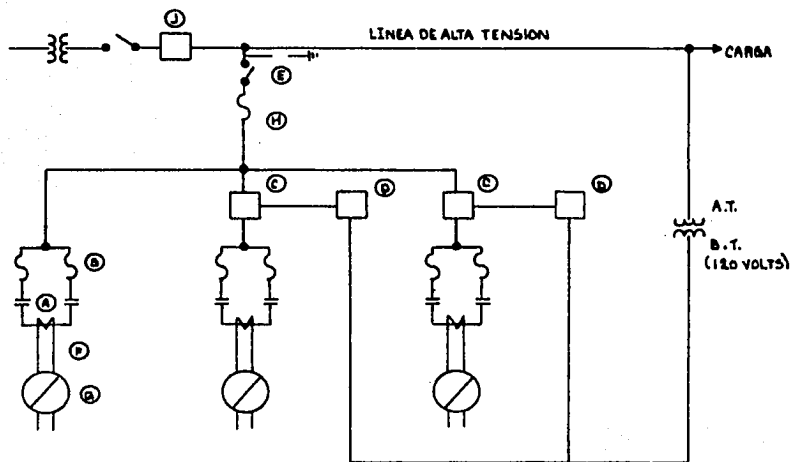 J
LINEA DE ALTA TENSION
CARGA
E
H
C
D
C
D
A.T.
B.T.
(120 VOLTS)
B
A
F
G